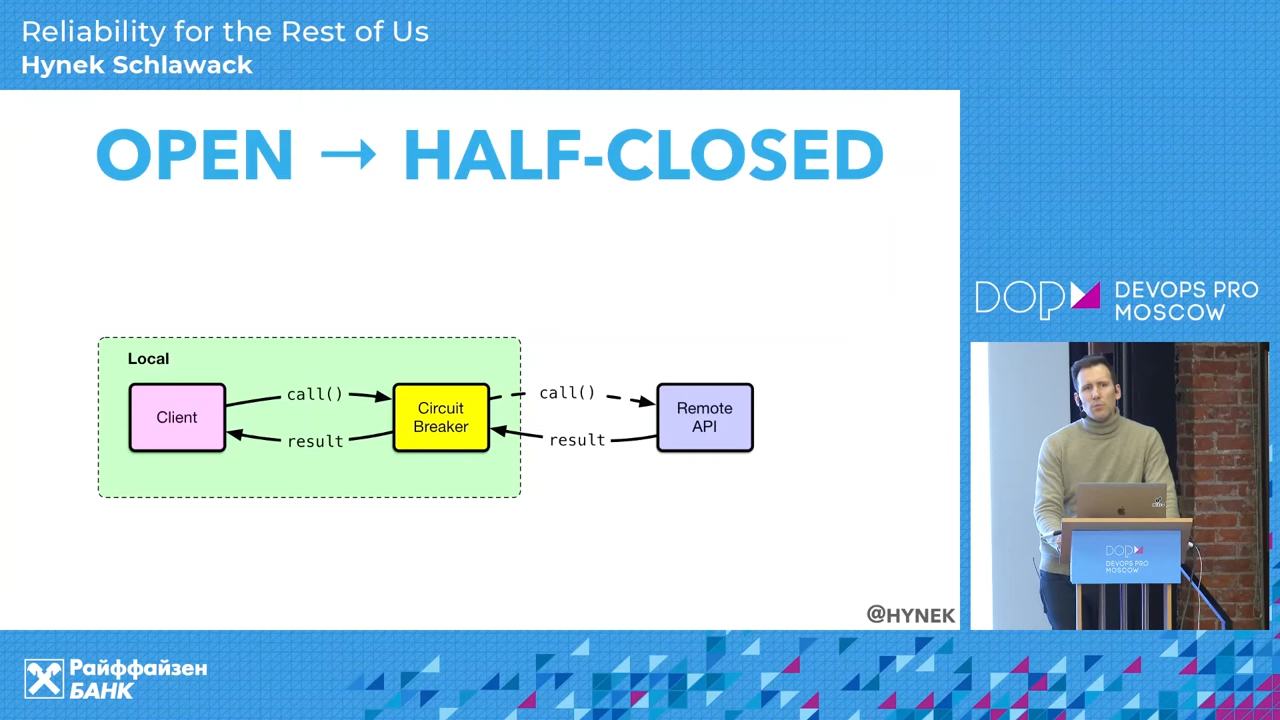 Reliability for the Rest of Us
Hynek Schlawack
OPEN → HALF-CLOSED
Local
Client
call()
result
Circuit
Breaker
call()
result
Remote
API
@HYNEK
DOP
DEVOPS PRO
MOSCOW
DOP
DEVOPS PRO
MOSCOW
Райффайзен
БАНК